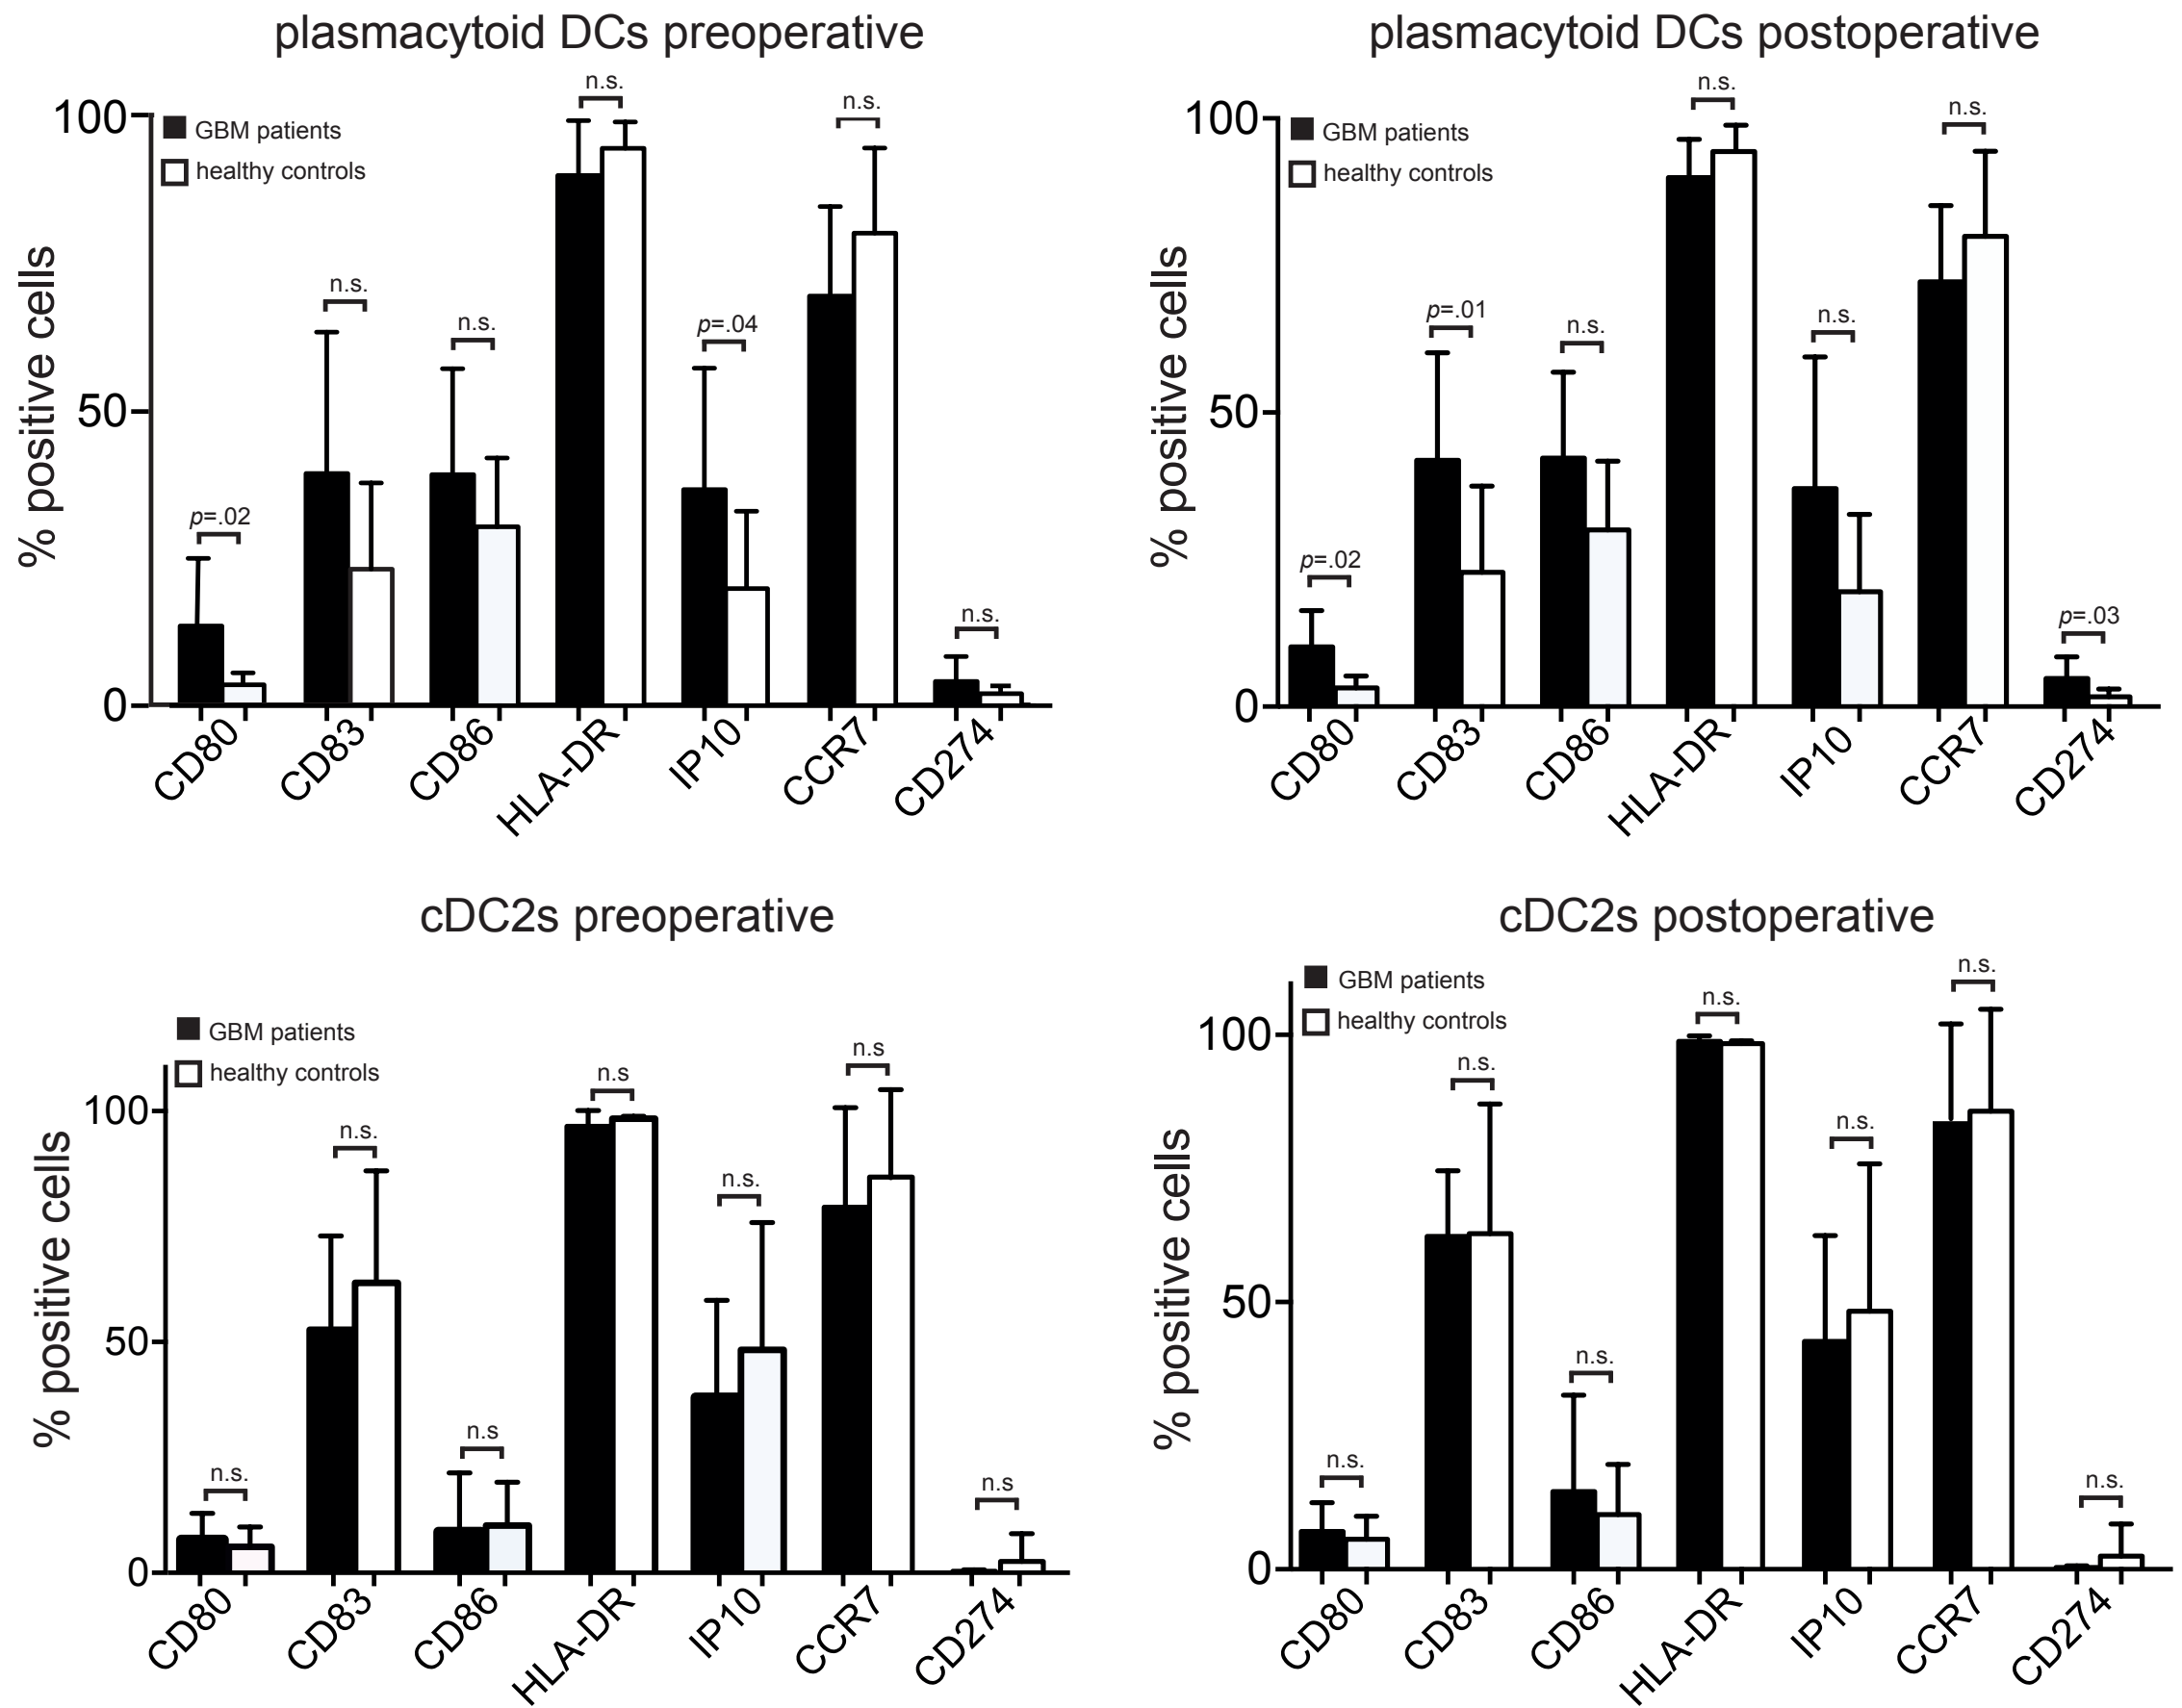 plasmacytoid DCs preoperative
% positive cells
100
50
0
GBM patients
healthy controls
p=.02
n.s.
n.s.
n.s.
p=.04
n.s.
n.s.
CD80
CD83
CD86
HLA-DR
IP10
CCR7
CD274
plasmacytoid DCs postoperative
% positive cells
100
50
0
GBM patients
healthy controls
p=.02
p=.01
n.s.
n.s.
n.s.
n.s.
p=.03
CD80
CD83
CD86
HLA-DR
IP10
CCR7
CD274
cDC2s preoperative
% positive cells
100
50
0
GBM patients
healthy controls
n.s.
n.s.
n.s
n.s
n.s.
n.s
n.s
CD80
CD83
CD86
HLA-DR
IP10
CCR7
CD274
cDC2s postoperative
% positive cells
100
50
0
GBM patients
healthy controls
n.s.
n.s.
n.s.
n.s.
n.s.
n.s.
n.s.
CD80
CD83
CD86
HLA-DR
IP10
CCR7
CD274